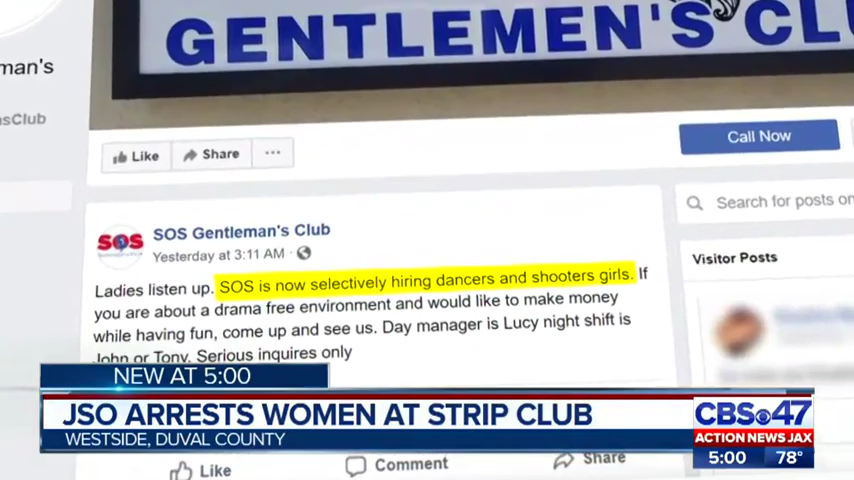 GENTLEMEN'S CLU
man's
sClub
Like
Share
Call Now
SOS
SOS Gentleman's Club
Yesterday at 3:11 AM ·
Search for posts on
Ladies listen up. SOS is now selectively hiring dancers and shooters girls. If
you are about a drama free environment and would like to make money
while having fun, come up and see us. Day manager is Lucy night shift is
John or Tony. Serious inquires only
Visitor Posts
Like
Comment
Share
NEW AT 5:00
JSO ARRESTS WOMEN AT STRIP CLUB
WESTSIDE, DUVAL COUNTY
CBS 47
ACTION NEWS JAX
5:00 78°